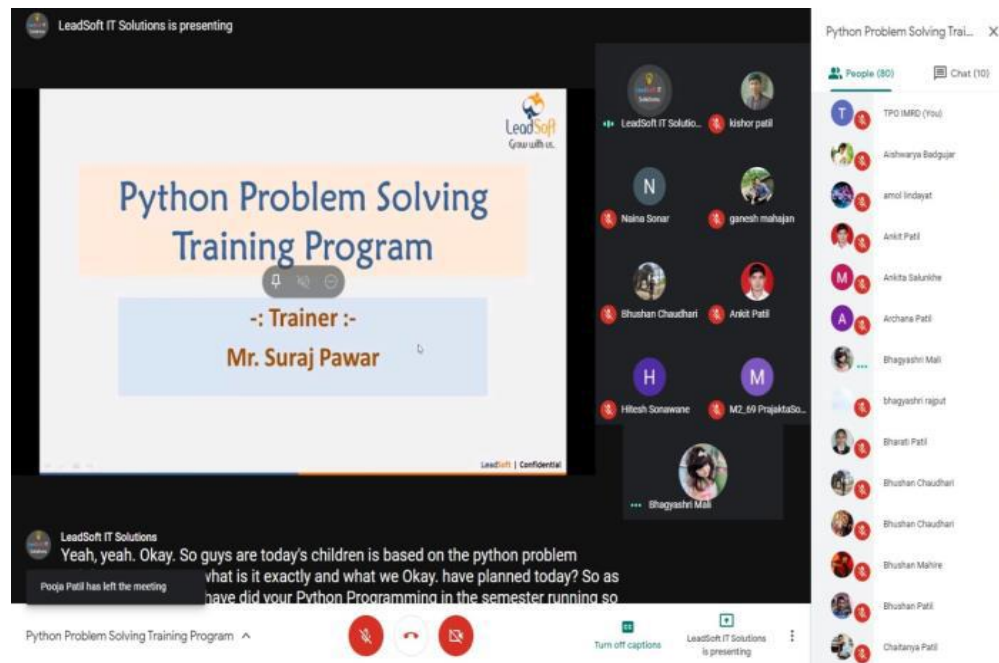 LeadSoft IT Solutions is presenting
LeadSoft
Grow with us.
Python Problem Solving
Training Program
-: Trainer :-
Mr. Suraj Pawar
LeadSoft | Confidential
LeadSoft IT Solutio...
kishor patil
N
Naina Sonar
ganesh mahajan
Bhushan Chaudhari
Ankit Patil
H
Hitesh Sonawane
M
M2_69 PrajaktaSo...
Bhagyashri Mali
LeadSoft IT Solutions
Yeah, yeah. Okay. So guys are today's children is based on the python problem
what is it exactly and what we Okay. have planned today? So as
have did your Python Programming in the semester running so
Pooja Patil has left the meeting
Python Problem Solving Training Program
Turn off captions
LeadSoft IT Solutions
is presenting
Python Problem Solving Trai...
People (80)
Chat (10)
T
TPO IMRD (You)
Aishwarya Badgujar
amol lindayat
Ankit Patil
M
Ankita Salunkhe
A
Archana Patil
Bhagyashri Mali
bhagyashri rajput
Bharati Patil
Bhushan Chaudhari
Bhushan Chaudhari
Bhushan Mahire
Bhushan Patil
Chaitanya Patil